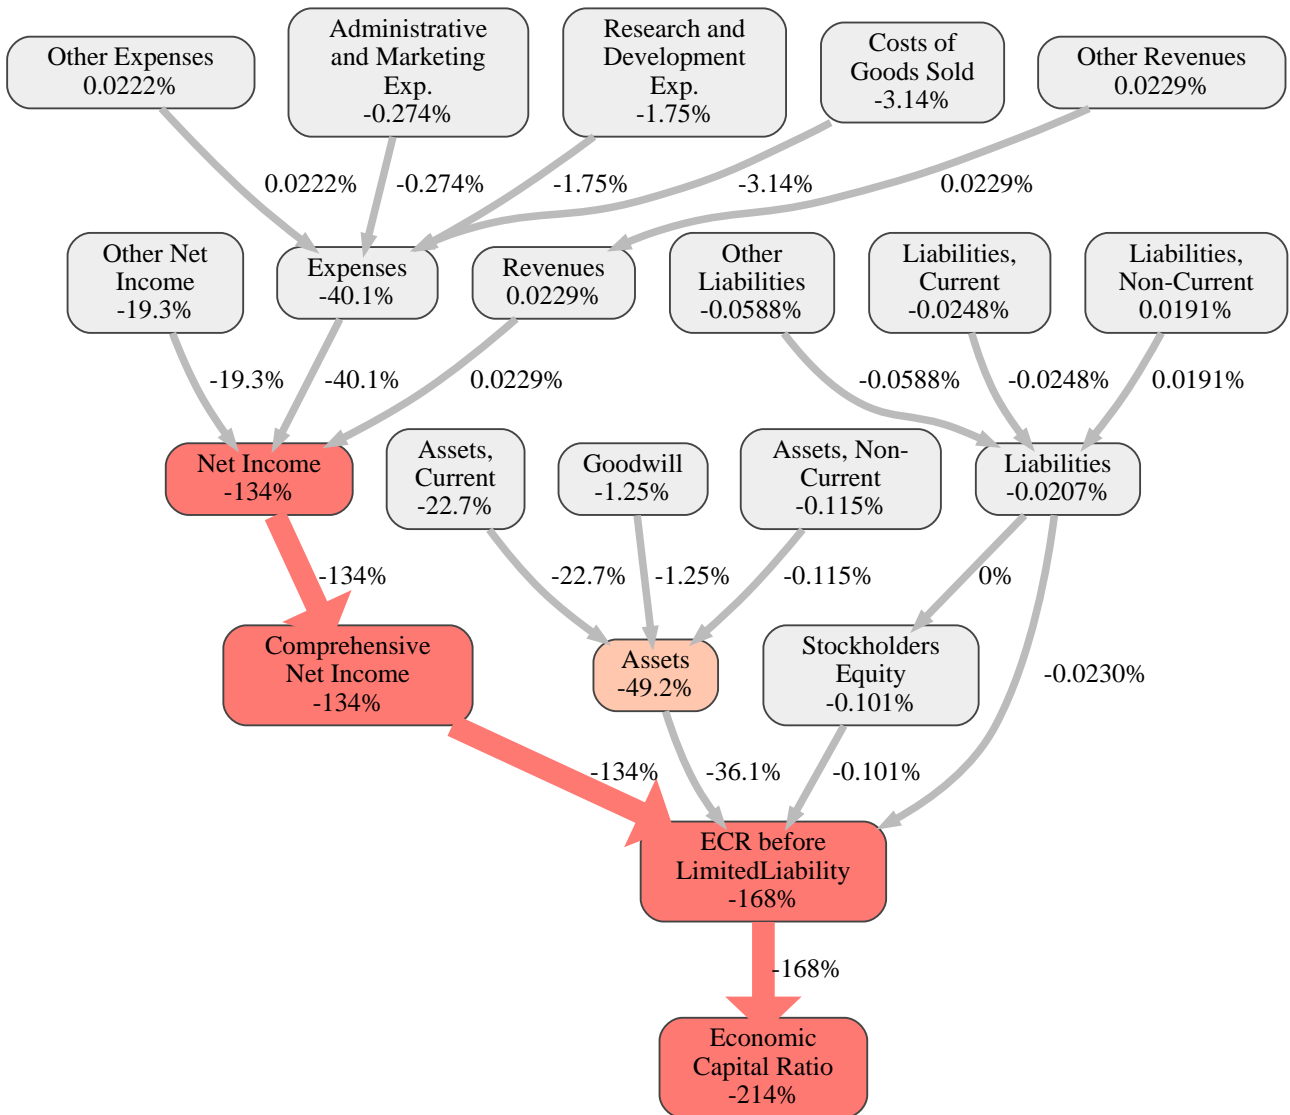 Other Expenses
0.0222%
Administrative
and Marketing
Exp.
-0.274%
Research and
Development
Exp.
-1.75%
Costs of
Goods Sold
-3.14%
Other Revenues
0.0229%
0.0222%
-0.274%
-1.75%
-3.14%
0.0229%
Other Net
Income
-19.3%
Expenses
-40.1%
Revenues
0.0229%
Other
Liabilities
-0.0588%
Liabilities,
Current
-0.0248%
Liabilities,
Non-Current
0.0191%
-19.3%
-40.1%
0.0229%
-0.0588%
-0.0248%
0.0191%
Net Income
-134%
Assets,
Current
-22.7%
Goodwill
-1.25%
Assets, Non-
Current
-0.115%
Liabilities
-0.0207%
-134%
-22.7%
-1.25%
-0.115%
0%
Comprehensive
Net Income
-134%
Assets
-49.2%
Stockholders
Equity
-0.101%
-0.0230%
-134%
-36.1%
-0.101%
ECR before
LimitedLiability
-168%
-168%
Economic
Capital Ratio
-214%